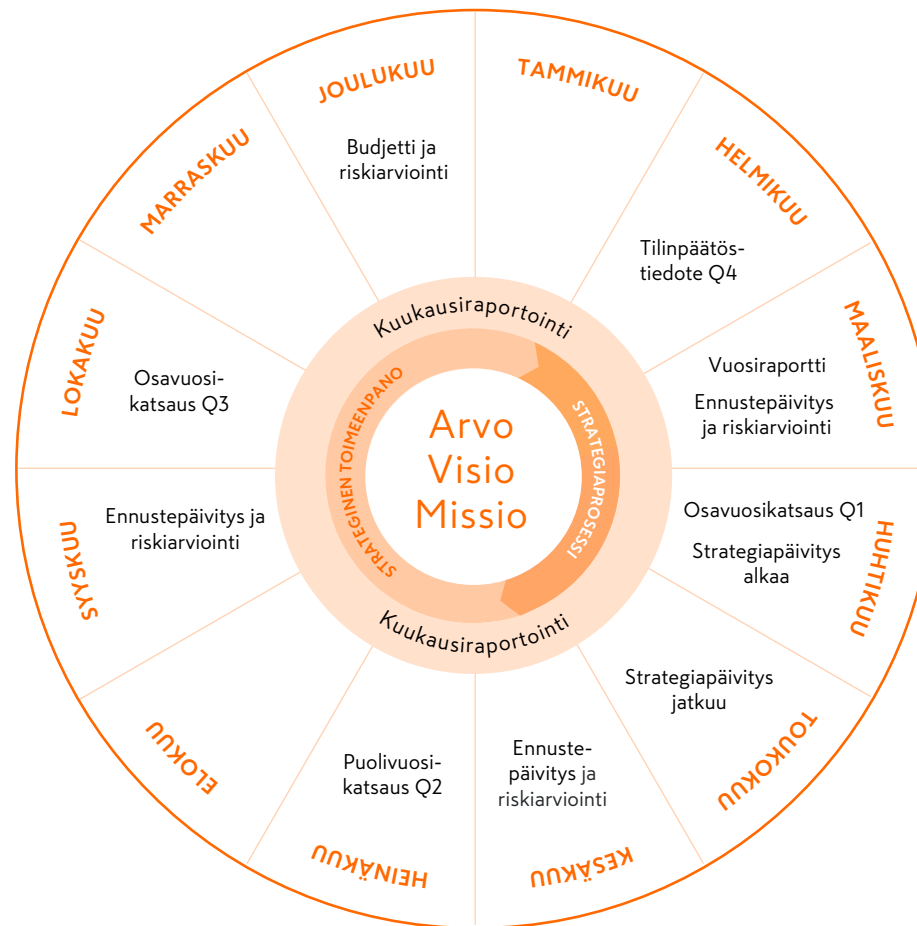 TAMMIKUU
HELMIKUU
Tilinpäätös-
tiedote Q4
MAALISKUU
Vuosiraportti
Ennustepäivitys
ja riskiarviointi
HUHTIKUU
Osavuosikatsaus Q1
Strategiapäivitys
alkaa
TOUKOKUU
Strategiapäivitys
jatkuu
KESÄKUU
Ennuste-
päivitys ja
riskiarviointi
HEINÄKUU
Puolivuosi-
katsaus Q2
ELOKUU
SYYSKUU
Ennustepäivitys ja
riskiarviointi
LOKAKUU
Osavuosi-
katsaus Q3
MARRASKUU
JOULUKUU
Budjetti ja
riskiarviointi
Kuukausiraportointi
STRATEGIAPROSESSI
STRATEGINEN TOIMEENPANO
Arvo
Visio
Missio
Kuukausiraportointi